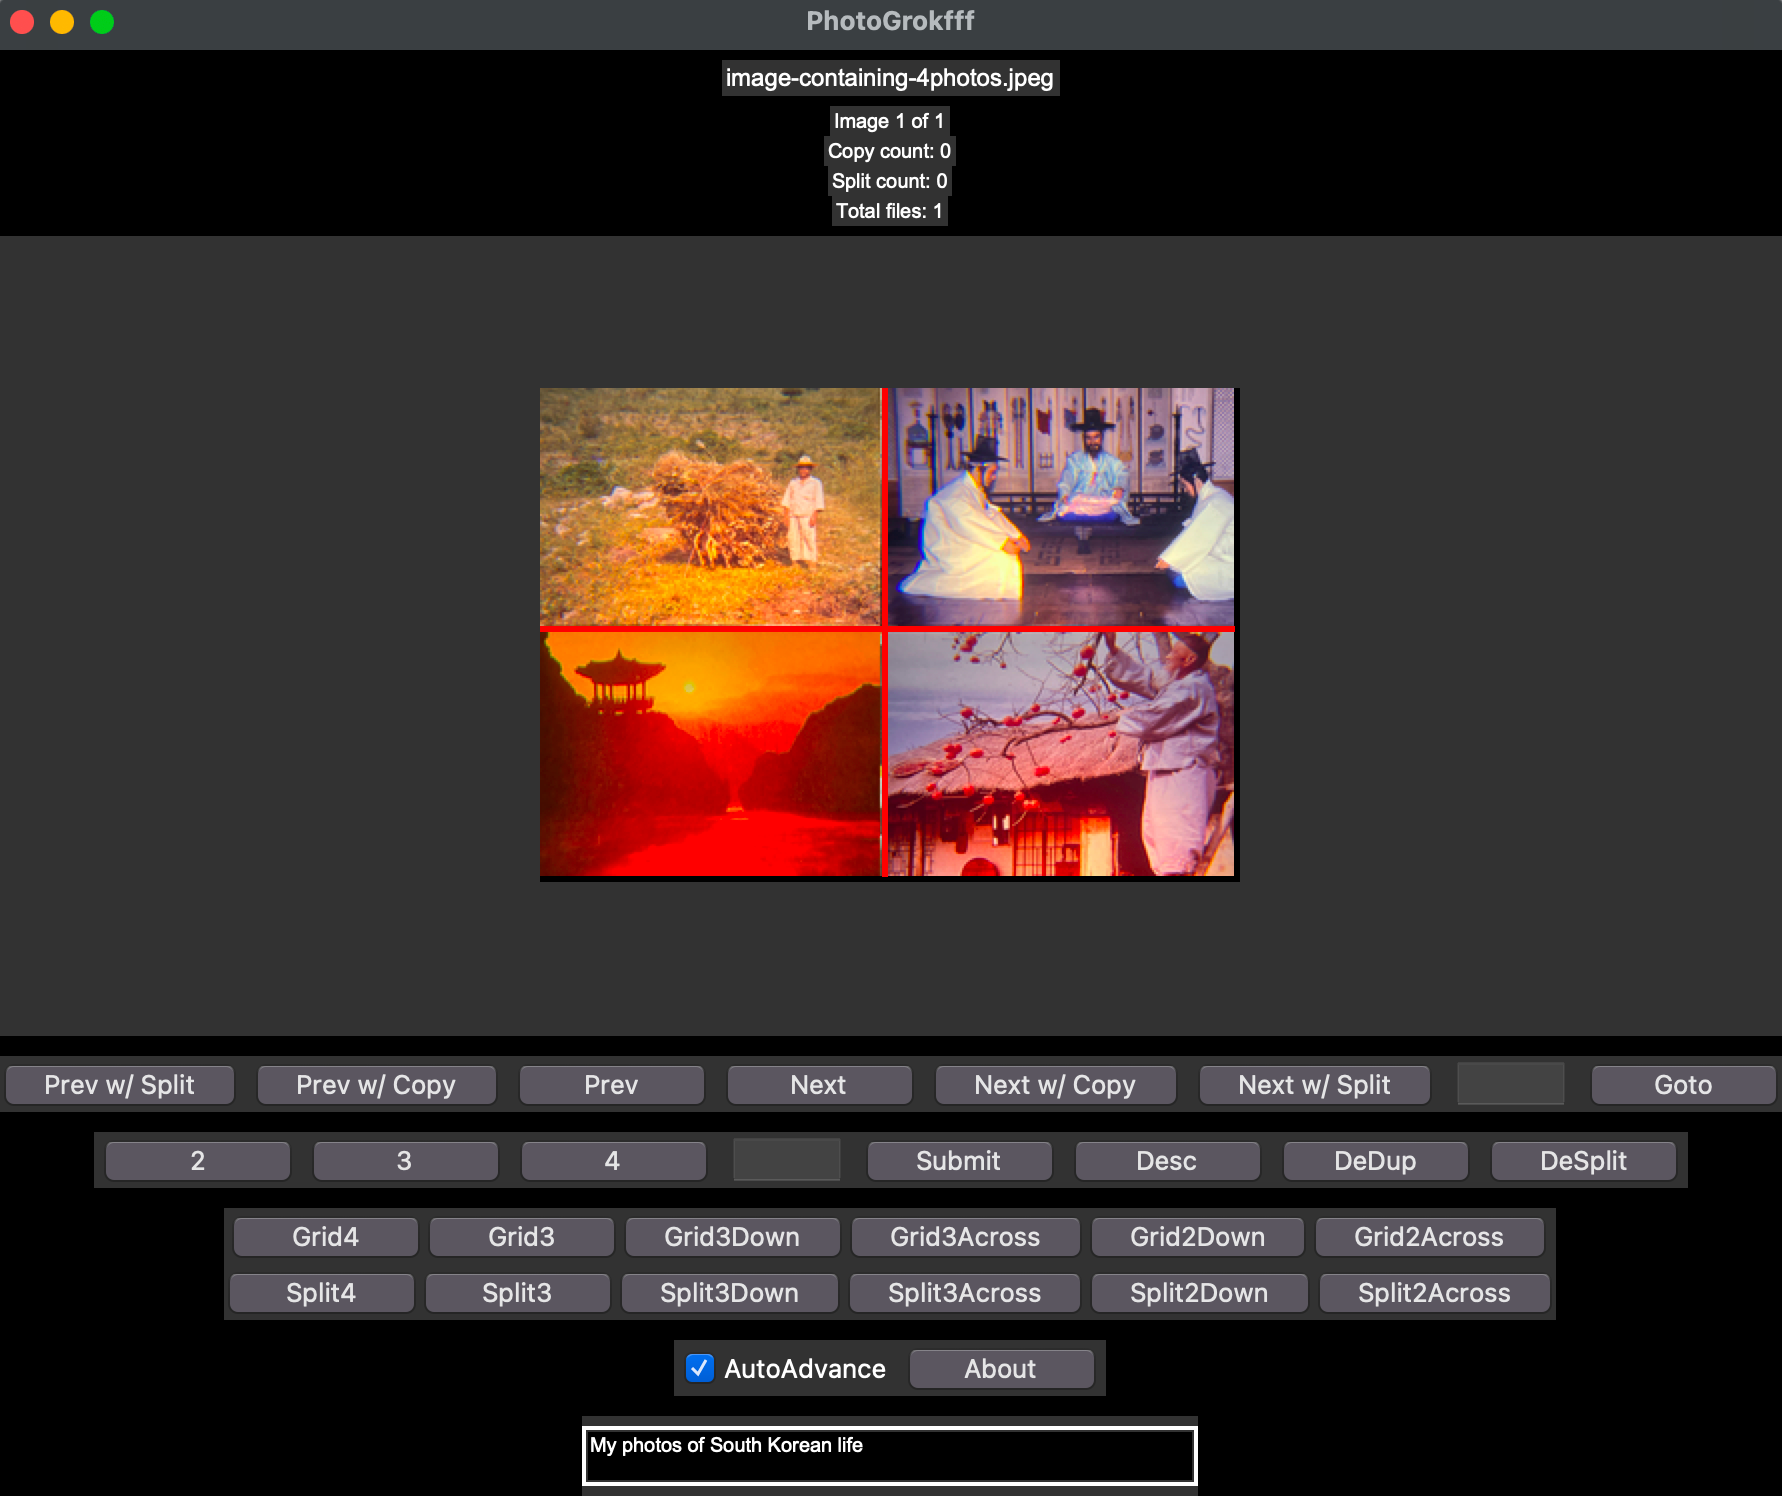 PhotoGrokfff
image-containing-4photos.jpeg
Image 1 of 1
Copy count: 0
Split count: 0
Total files: 1
Prev w/ Split Prev w/ Copy Prev Next Next w/ Copy Next w/ Split Goto
2 3 4 Submit Desc DeDup DeSplit
Grid4 Grid3 Grid3Down Grid3Across Grid2Down Grid2Across
Split4 Split3 Split3Down Split3Across Split2Down Split2Across
AutoAdvance About
My photos of South Korean life